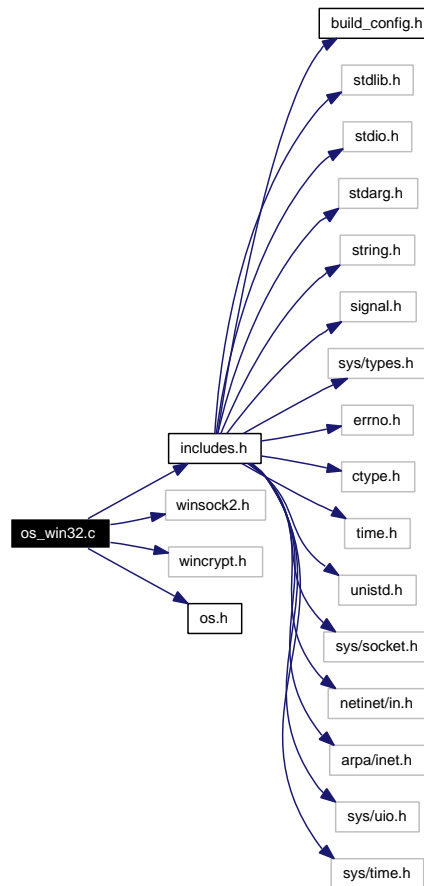 build_config.h
stdlib.h
stdio.h
stdarg.h
string.h
signal.h
sys/types.h
errno.h
includes.h
ctype.h
winsock2.h
time.h
os_win32.c
wincrypt.h
unistd.h
os.h
sys/socket.h
netinet/in.h
arpa/inet.h
sys/uio.h
sys/time.h